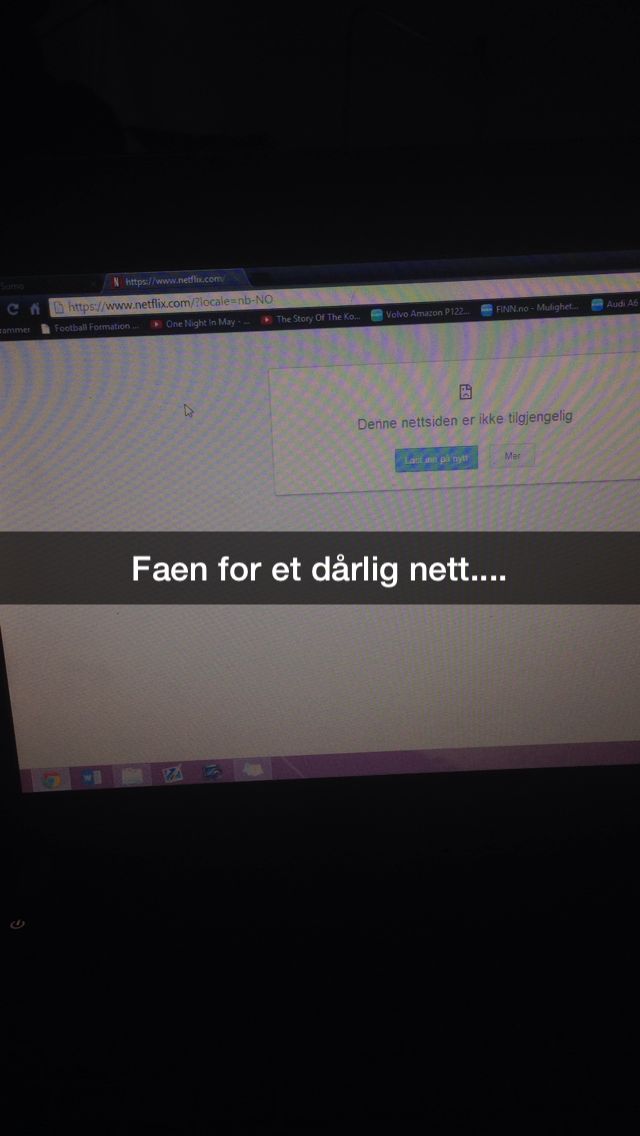 Sumo
https://www.netflix.com/
https://www.netflix.com/?locale=nb-NO
rammer Football Formation ... One Night In May - ... The Story Of The Ko... Volvo Amazon P122... FINN.no - Mulighet... Audi A6
Denne nettsiden er ikke tilgjengelig
Last inn på nytt Mer
Faen for et dårlig nett....